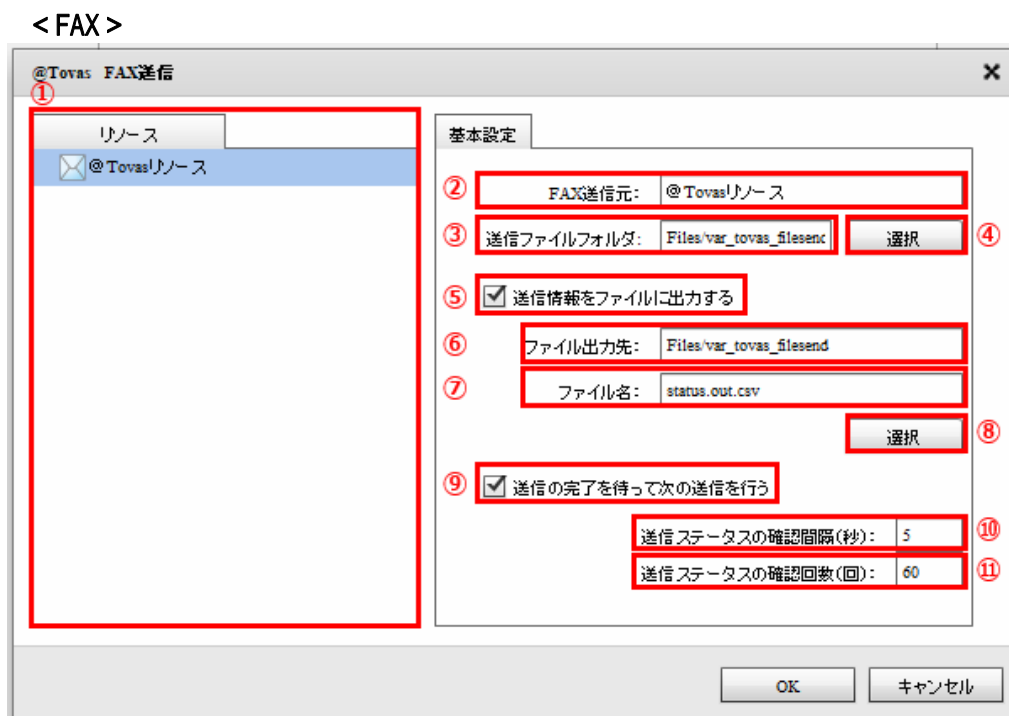 ＜FAX＞
@Tovas FAX送信
①
リソース
@Tovasリソース
基本設定
② FAX送信元: @Tovasリソース
③ 送信ファイルフォルダ: Files/var_tovas_filesend 選択 ④
⑤ 送信情報をファイルに出力する
⑥ ファイル出力先: Files/var_tovas_filesend
⑦ ファイル名: status.out.csv
選択 ⑧
⑨ 送信の完了を待って次の送信を行う
送信ステータスの確認間隔(秒): 5 ⑩
送信ステータスの確認回数(回): 60 ⑪
OK キャンセル